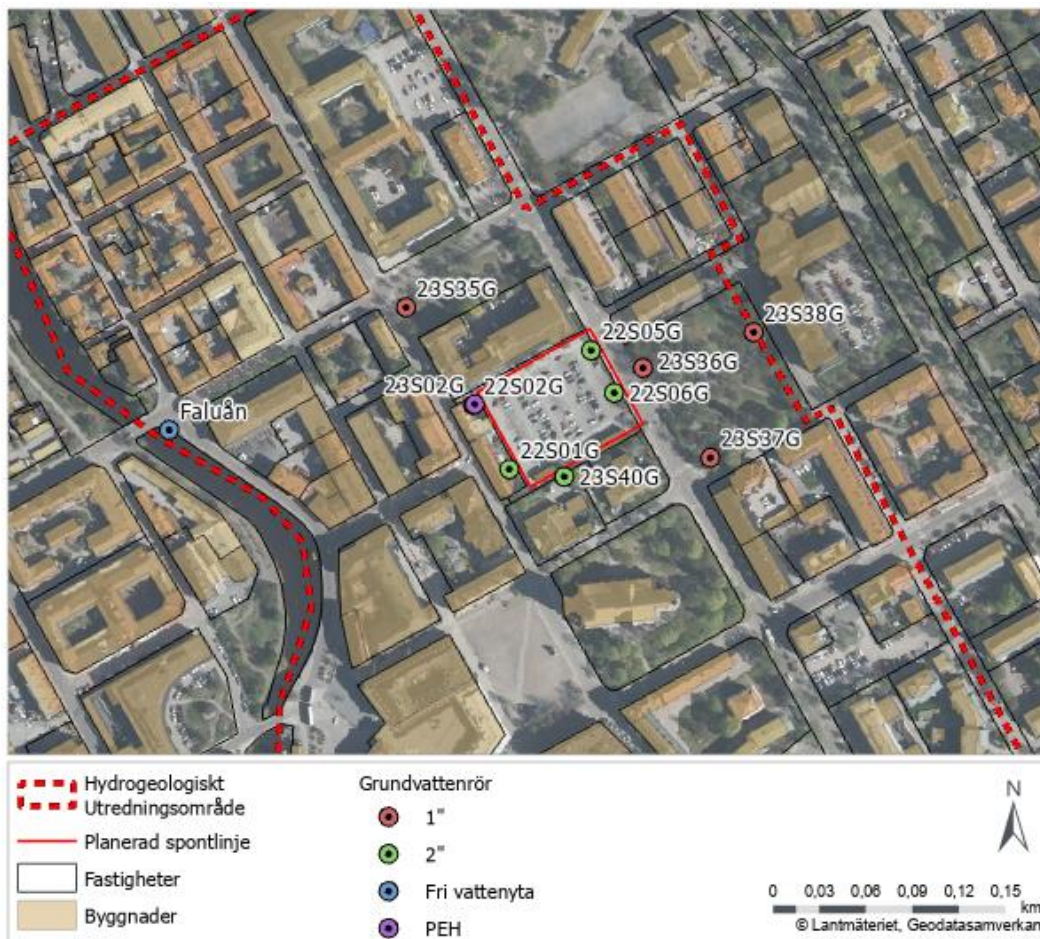 23S35G
23S38G
22S05G
23S36G
23S02G
22S02G
22S06G
Faluån
22S01G
23S37G
23S40G
Hydrogeologiskt
Utredningsområde
Planerad spontlinje
Fastigheter
Byggnader
Grundvattenrör
1"
2"
Fri vattenyta
PEH
N
0 0,03 0,06 0,09 0,12 0,15
km
© Lantmäteriet, Geodatasamverkan